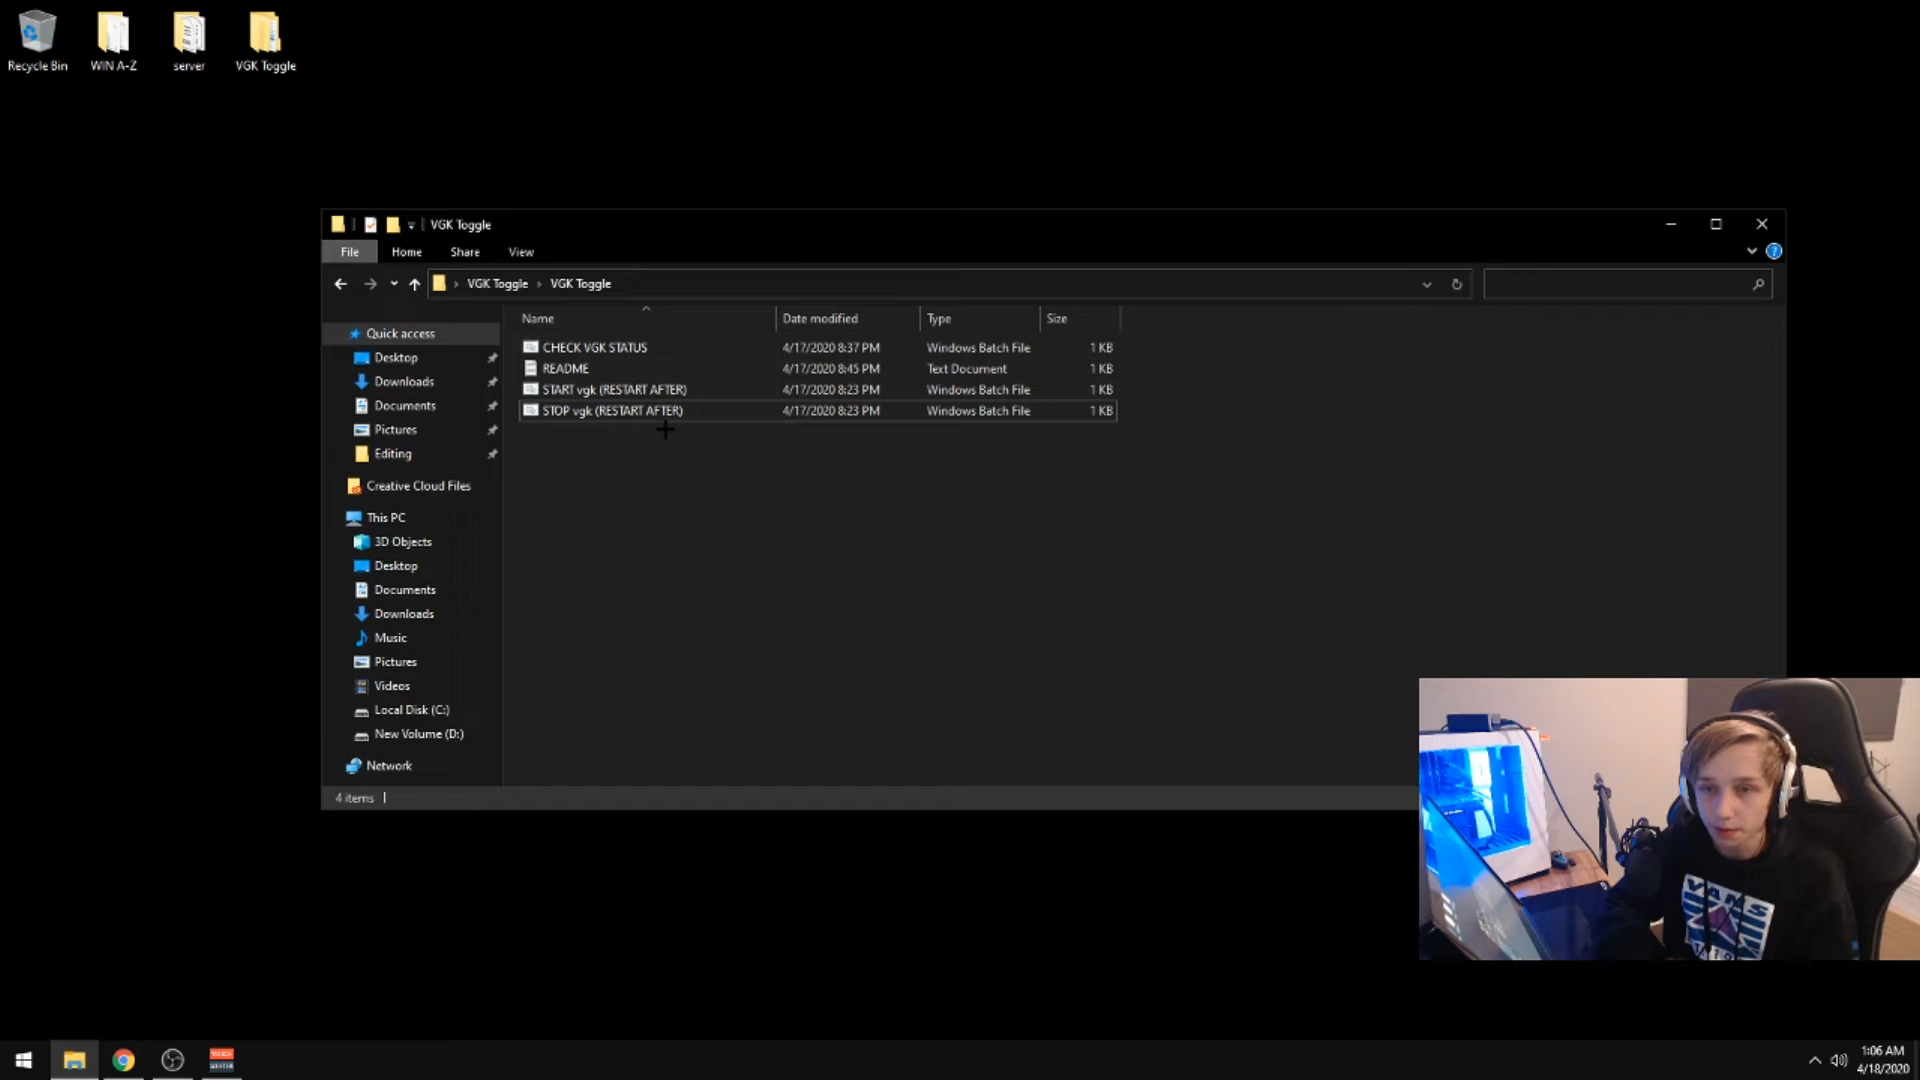 Recycle Bin
WIN A-Z
server
VGK Toggle
VGK Toggle
File
Home
Share
View
VGK Toggle
VGK Toggle
Name
Date modified
Type
Size
CHECK VGK STATUS
4/17/2020 8:37 PM
Windows Batch File
1 KB
README
4/17/2020 8:45 PM
Text Document
1 KB
START vgk (RESTART AFTER)
4/17/2020 8:23 PM
Windows Batch File
1 KB
STOP vgk (RESTART AFTER)
4/17/2020 8:23 PM
Windows Batch File
1 KB
Quick access
Desktop
Downloads
Documents
Pictures
Editing
Creative Cloud Files
This PC
3D Objects
Desktop
Documents
Downloads
Music
Pictures
Videos
Local Disk (C:)
New Volume (D:)
Network
4 items
VANS
1:06 AM
4/18/2020